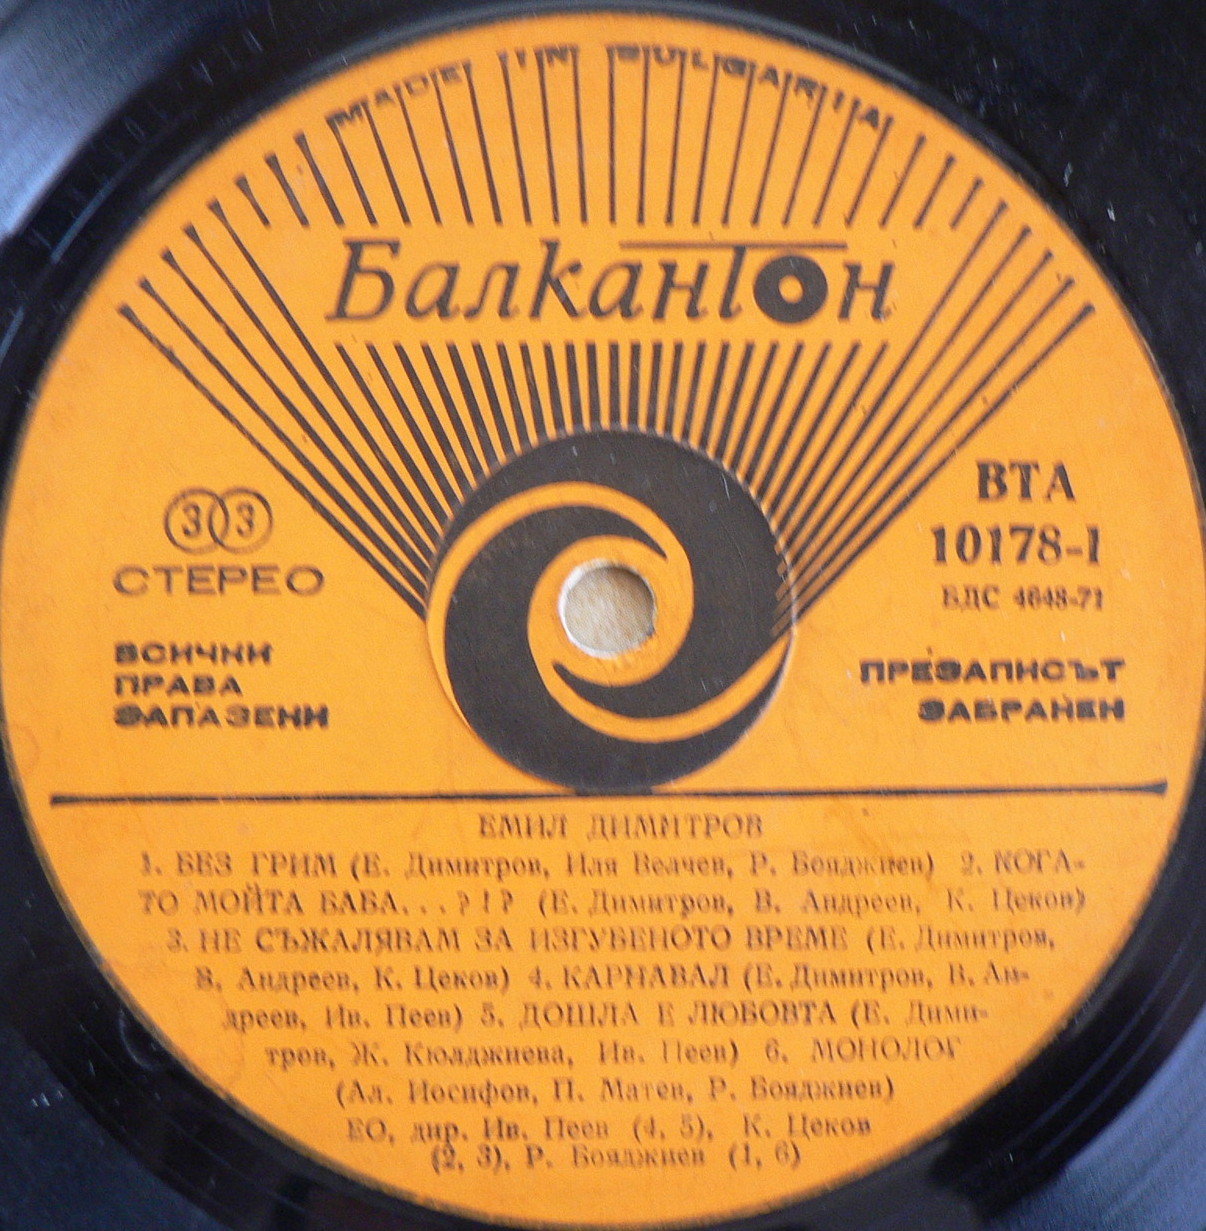 MADE IN BULGARIA
Балкантон
ВТА
10178-1
БДС 4648-71
33
СТЕРЕО
ВСИЧКИ
ПРАВА
ЗАПАЗЕНИ
ПРЕЗАПИСЪТ
ЗАБРАНЕН
ЕМИЛ ДИМИТРОВ
1. БЕЗ ГРИМ (Е. Димитров, Иля Велчев, Р. Бояджиев) 2. КОГА-
ТО МОЙТА БАБА...?!? (Е. Димитров, В. Андреев, К. Цеков)
3. НЕ СЪЖАЛЯВАМ ЗА ИЗГУБЕНОТО ВРЕМЕ (Е. Димитров,
В. Андреев, К. Цеков) 4. КАРНАВАЛ (Е. Димитров, В. Ан-
дреев, Ив. Пеев) 5. ДОШЛА Е ЛЮБОВТА (Е. Дими-
тров, Ж. Кюлджиева, Ив. Пеев) 6. МОНОЛОГ
(Ал. Йосифов, П. Матев, Р. Бояджиев)
ЕО, дир. Ив. Пеев (4, 5), К. Цеков
(2, 3), Р. Бояджиев (1, 6)